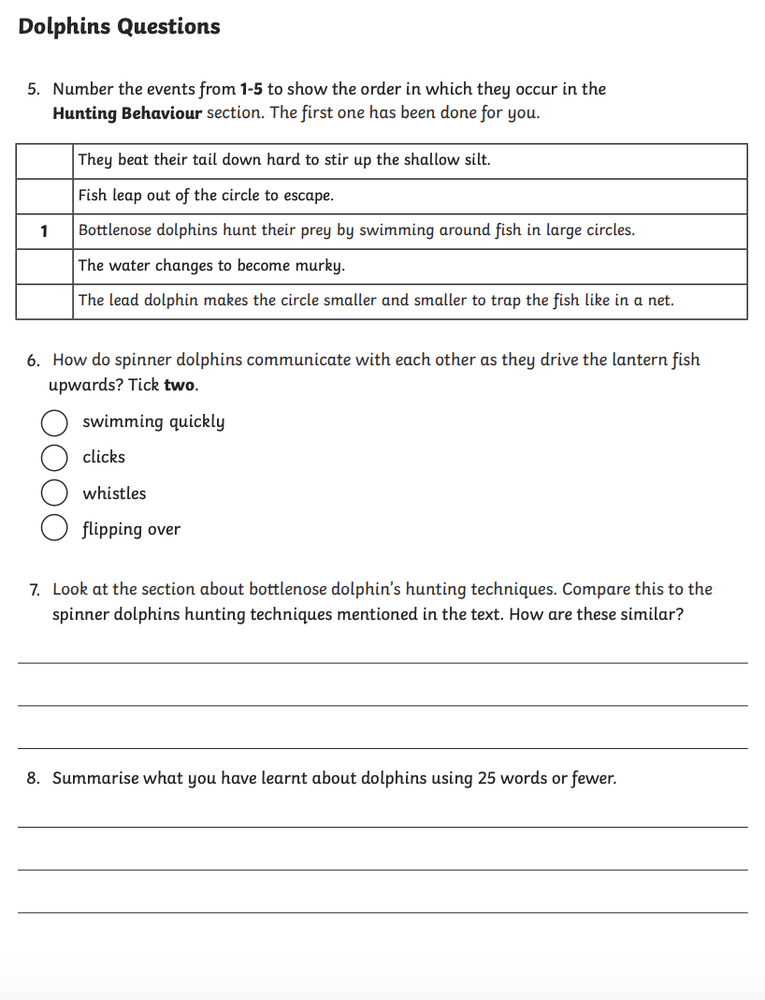 Dolphins Questions
5. Number the events from 1-5 to show the order in which they occur in the
Hunting Behaviour section. The first one has been done for you.
They beat their tail down hard to stir up the shallow silt.
Fish leap out of the circle to escape.
1 Bottlenose dolphins hunt their prey by swimming around fish in large circles.
The water changes to become murky.
The lead dolphin makes the circle smaller and smaller to trap the fish like in a net.
6. How do spinner dolphins communicate with each other as they drive the lantern fish
upwards? Tick two.
swimming quickly
clicks
whistles
flipping over
7. Look at the section about bottlenose dolphin's hunting techniques. Compare this to the
spinner dolphins hunting techniques mentioned in the text. How are these similar?
8. Summarise what you have learnt about dolphins using 25 words or fewer.